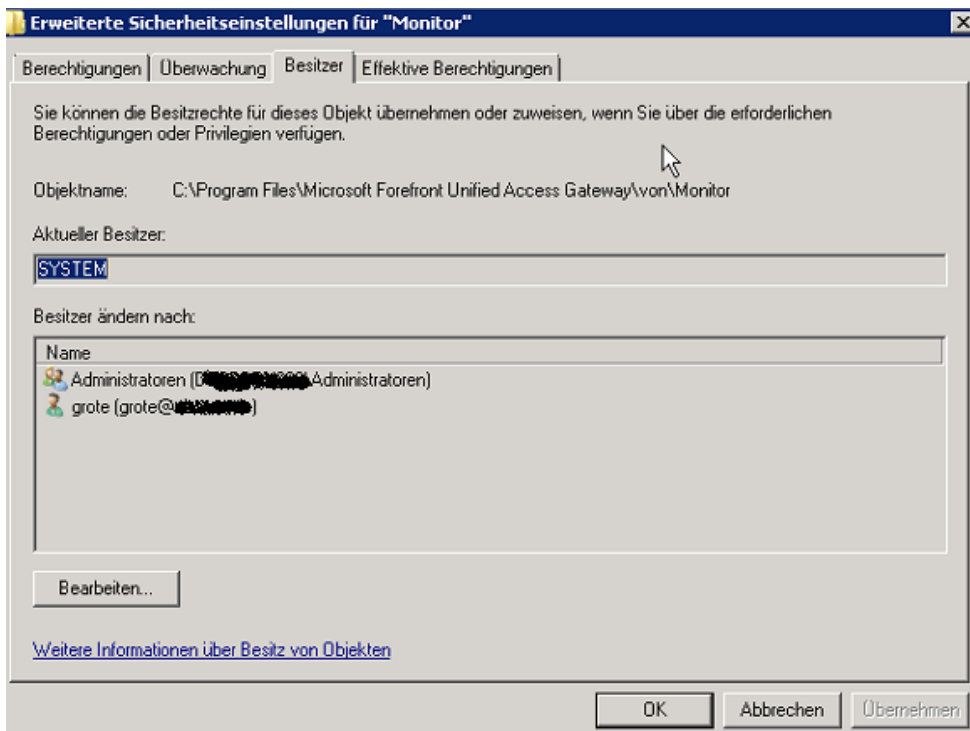 Erweiterte Sicherheitseinstellungen für "Monitor"
Berechtigungen Überwachung Besitzer Effektive Berechtigungen
Sie können die Besitzrechte für dieses Objekt übernehmen oder zuweisen, wenn Sie über die erforderlichen
Berechtigungen oder Privilegien verfügen.
Objektname: C:\Program Files\Microsoft Forefront Unified Access Gateway\von\Monitor
Aktueller Besitzer:
SYSTEM
Besitzer ändern nach:
Name
Administratoren (D \Administratoren)
grote (grote@ )
Bearbeiten...
Weitere Informationen über Besitz von Objekten
OK Abbrechen Übernehmen